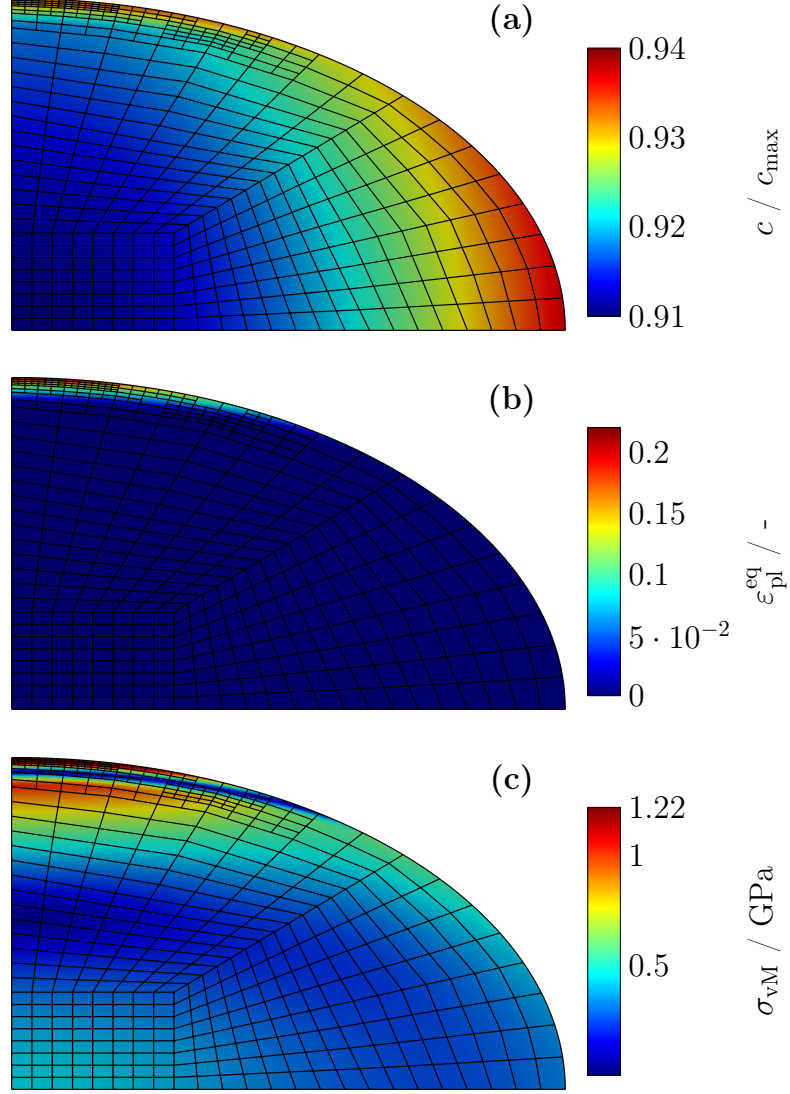 (a)
0.94
0.93
0.92
0.91
c / c_max
(b)
0.2
0.15
0.1
5 · 10⁻²
0
ε_pl^eq / -
(c)
1.22
1
0.5
σ_vM / GPa